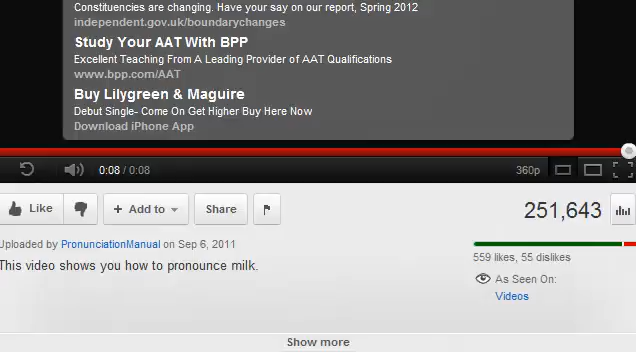 Constituencies are changing. Have your say on our report, Spring 2012
independent.gov.uk/boundarychanges
Study Your AAT With BPP
Excellent Teaching From A Leading Provider of AAT Qualifications
www.bpp.com/AAT
Buy Lilygreen & Maguire
Debut Single- Come On Get Higher Buy Here Now
Download iPhone App
0:08 / 0:08 360p
Like + Add to Share 251,643
Uploaded by PronunciationManual on Sep 6, 2011
559 likes, 55 dislikes
This video shows you how to pronounce milk.
As Seen On:
Videos
Show more